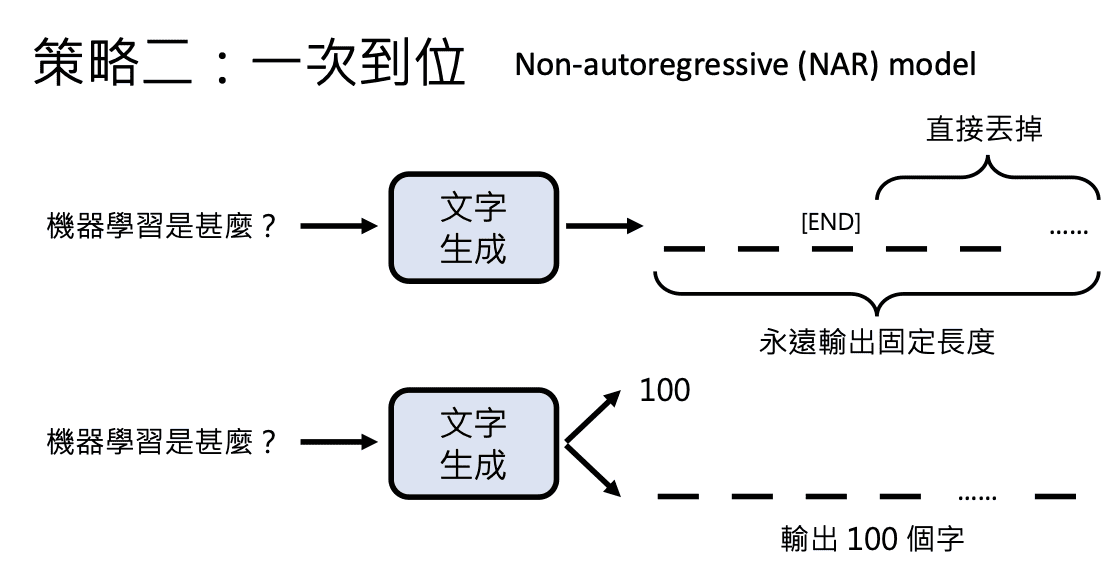 策略二：一次到位 Non-autoregressive (NAR) model
直接丟掉
機器學習是甚麼？
文字
生成
[END]
......
永遠輸出固定長度
100
機器學習是甚麼？
文字
生成
......
輸出 100 個字